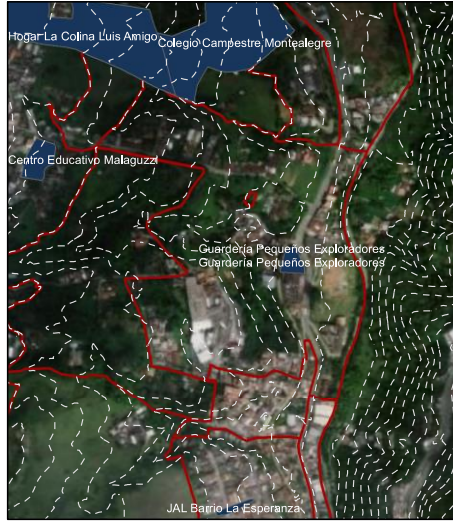 Hogar La Colina Luis Amigo
Colegio Campestre Montealegre
Centro Educativo Malaguzzi
Guardería Pequeños Exploradores
Guardería Pequeños Exploradores
JAL Barrio La Esperanza